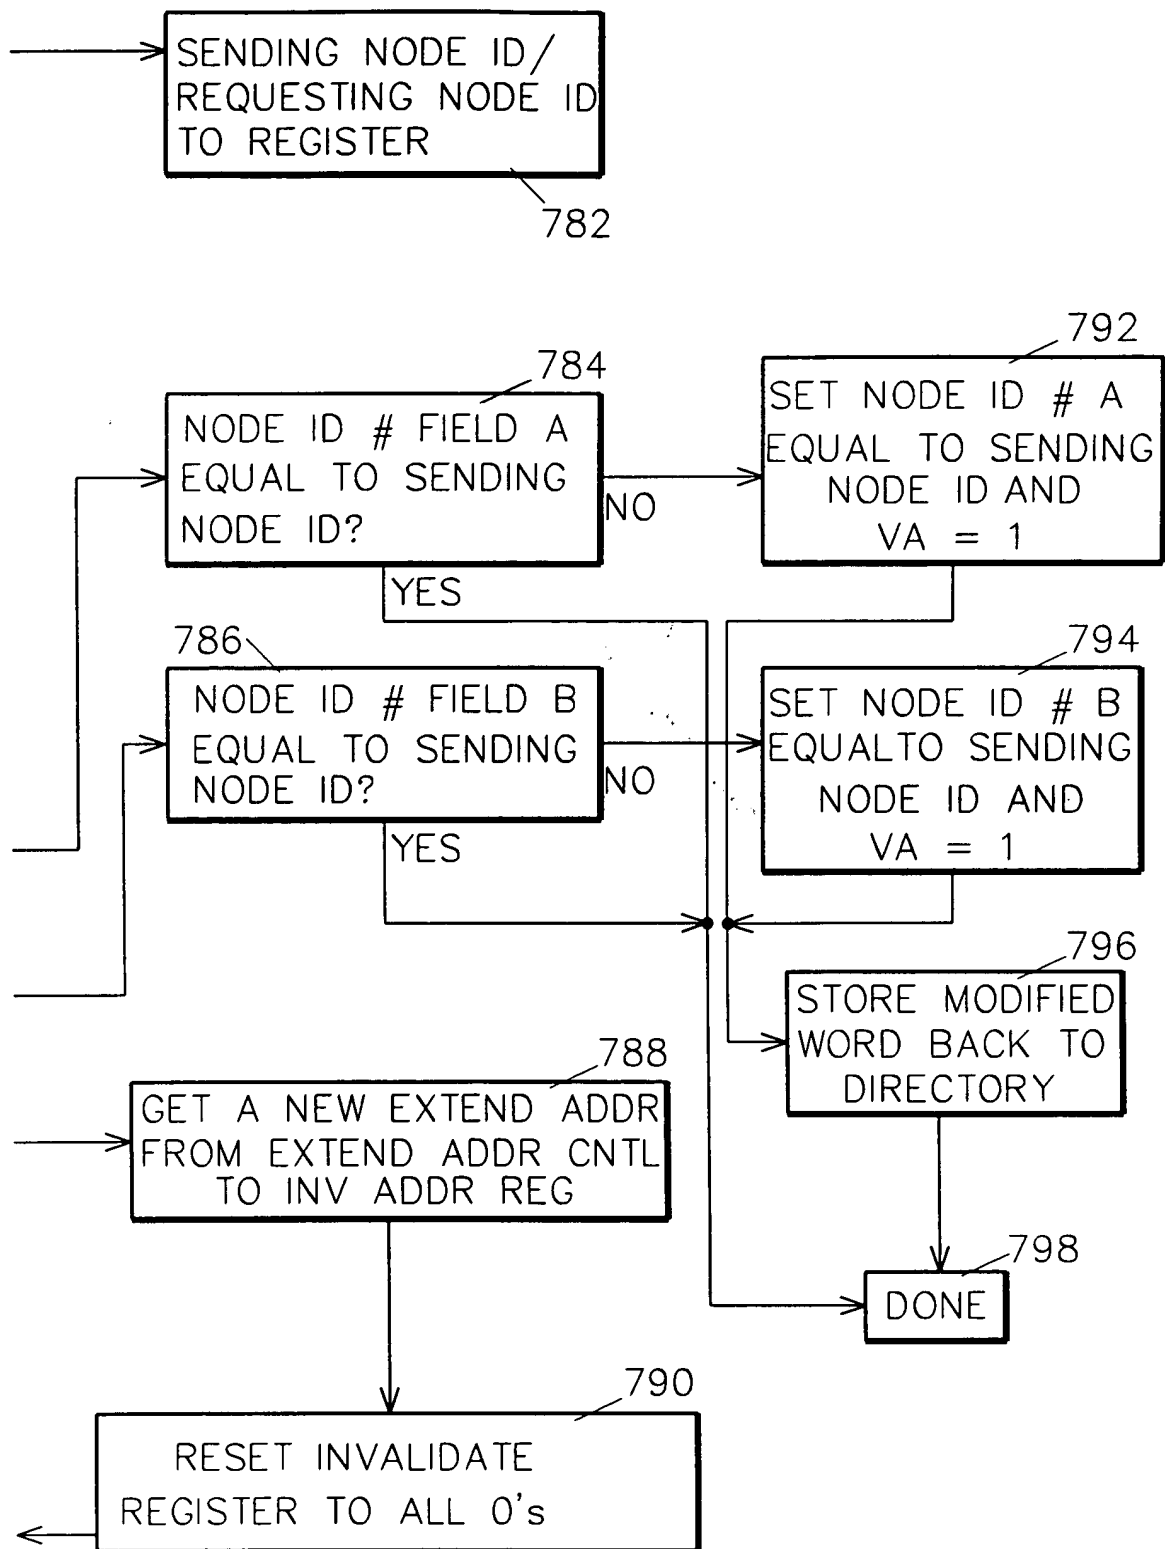 SENDING NODE ID/
REQUESTING NODE ID
TO REGISTER
782
784
NODE ID # FIELD A
EQUAL TO SENDING
NODE ID?
NO
YES
792
SET NODE ID # A
EQUAL TO SENDING
NODE ID AND
VA = 1
786
NODE ID # FIELD B
EQUAL TO SENDING
NODE ID?
NO
YES
794
SET NODE ID # B
EQUALTO SENDING
NODE ID AND
VA = 1
796
STORE MODIFIED
WORD BACK TO
DIRECTORY
788
GET A NEW EXTEND ADDR
FROM EXTEND ADDR CNTL
TO INV ADDR REG
798
DONE
790
RESET INVALIDATE
REGISTER TO ALL 0's